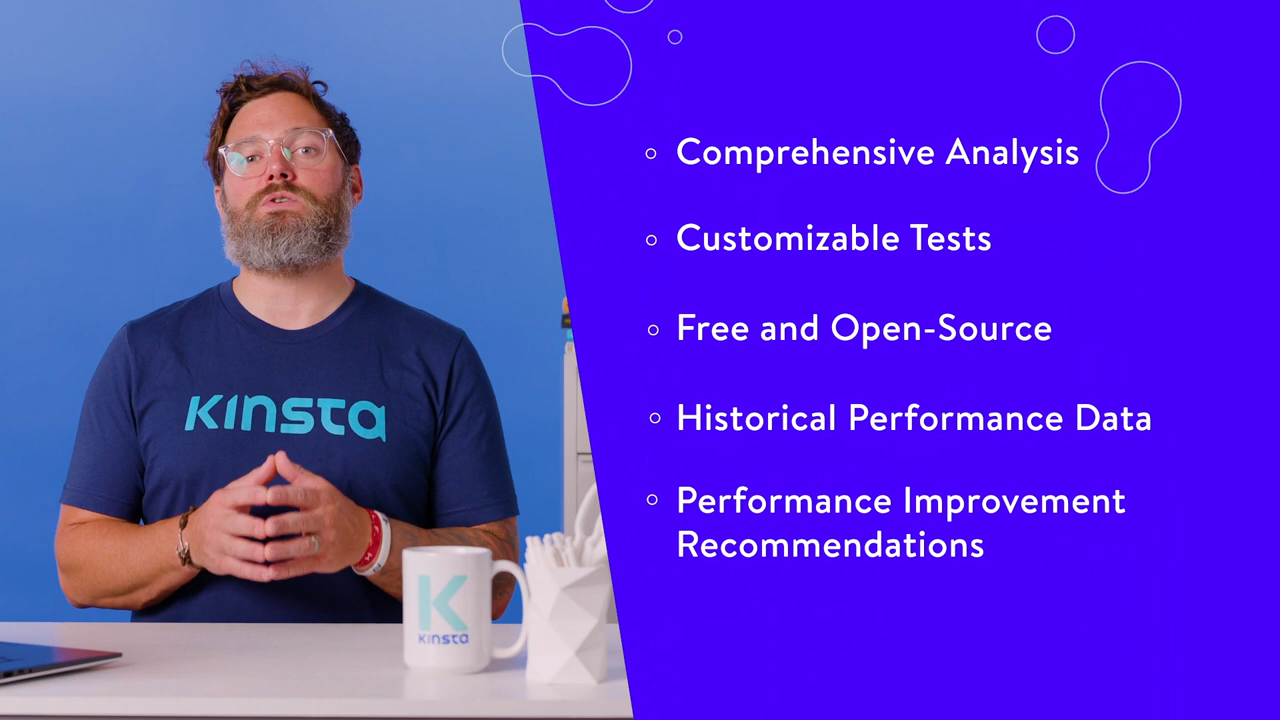 Kinsta
K
Kinsta
Comprehensive Analysis
Customizable Tests
Free and Open-Source
Historical Performance Data
Performance Improvement
Recommendations